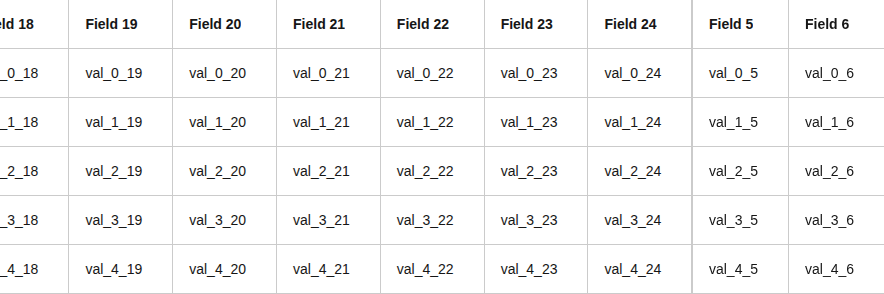 ld 18 Field 19 Field 20 Field 21 Field 22 Field 23 Field 24 Field 5 Field 6
_0_18 val_0_19 val_0_20 val_0_21 val_0_22 val_0_23 val_0_24 val_0_5 val_0_6
_1_18 val_1_19 val_1_20 val_1_21 val_1_22 val_1_23 val_1_24 val_1_5 val_1_6
_2_18 val_2_19 val_2_20 val_2_21 val_2_22 val_2_23 val_2_24 val_2_5 val_2_6
_3_18 val_3_19 val_3_20 val_3_21 val_3_22 val_3_23 val_3_24 val_3_5 val_3_6
_4_18 val_4_19 val_4_20 val_4_21 val_4_22 val_4_23 val_4_24 val_4_5 val_4_6